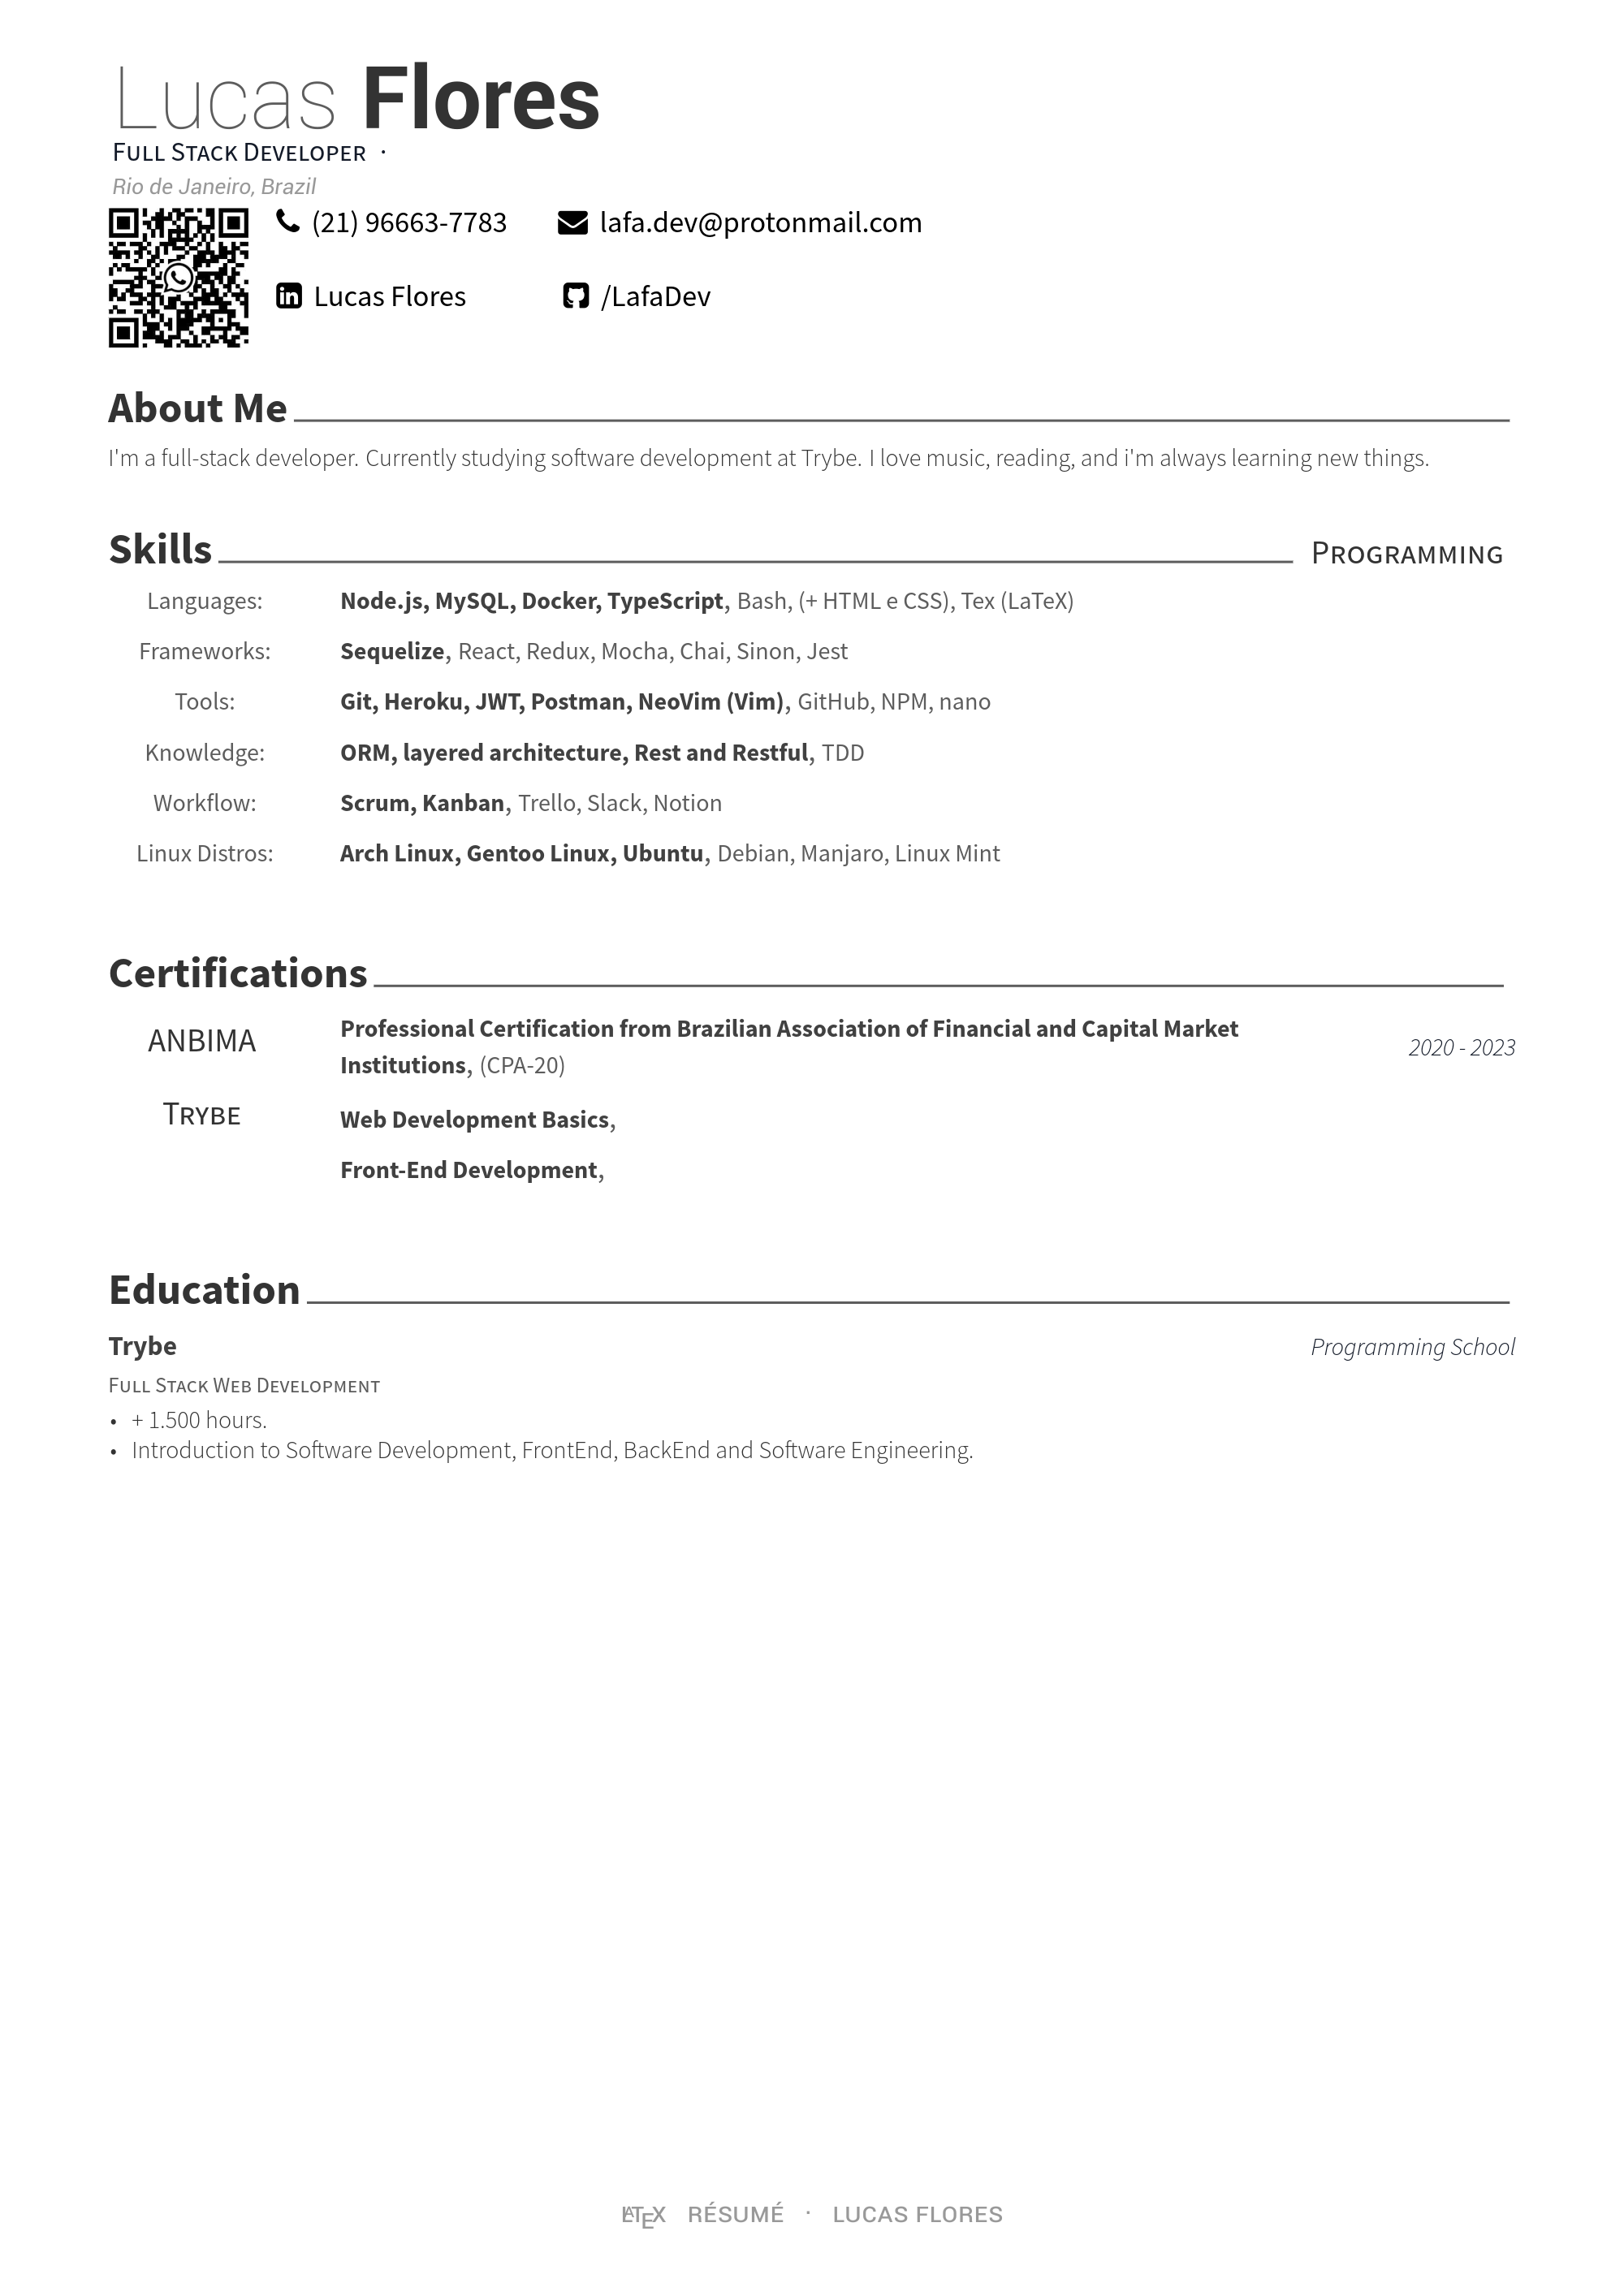 Lucas Flores
Full Stack Developer ·
Rio de Janeiro, Brazil
(21) 96663-7783 lafa.dev@protonmail.com
Lucas Flores /LafaDev
About Me
I'm a full-stack developer. Currently studying software development at Trybe. I love music, reading, and i'm always learning new things.
Skills Programming
Languages: Node.js, MySQL, Docker, TypeScript, Bash, (+ HTML e CSS), Tex (LaTeX)
Frameworks: Sequelize, React, Redux, Mocha, Chai, Sinon, Jest
Tools: Git, Heroku, JWT, Postman, NeoVim (Vim), GitHub, NPM, nano
Knowledge: ORM, layered architecture, Rest and Restful, TDD
Workflow: Scrum, Kanban, Trello, Slack, Notion
Linux Distros: Arch Linux, Gentoo Linux, Ubuntu, Debian, Manjaro, Linux Mint
Certifications
ANBIMA Professional Certification from Brazilian Association of Financial and Capital Market
Institutions, (CPA-20) 2020 - 2023
Trybe Web Development Basics,
Front-End Development,
Education
Trybe Programming School
Full Stack Web Development
• + 1.500 hours.
• Introduction to Software Development, FrontEnd, BackEnd and Software Engineering.
LATEX RÉSUMÉ · LUCAS FLORES